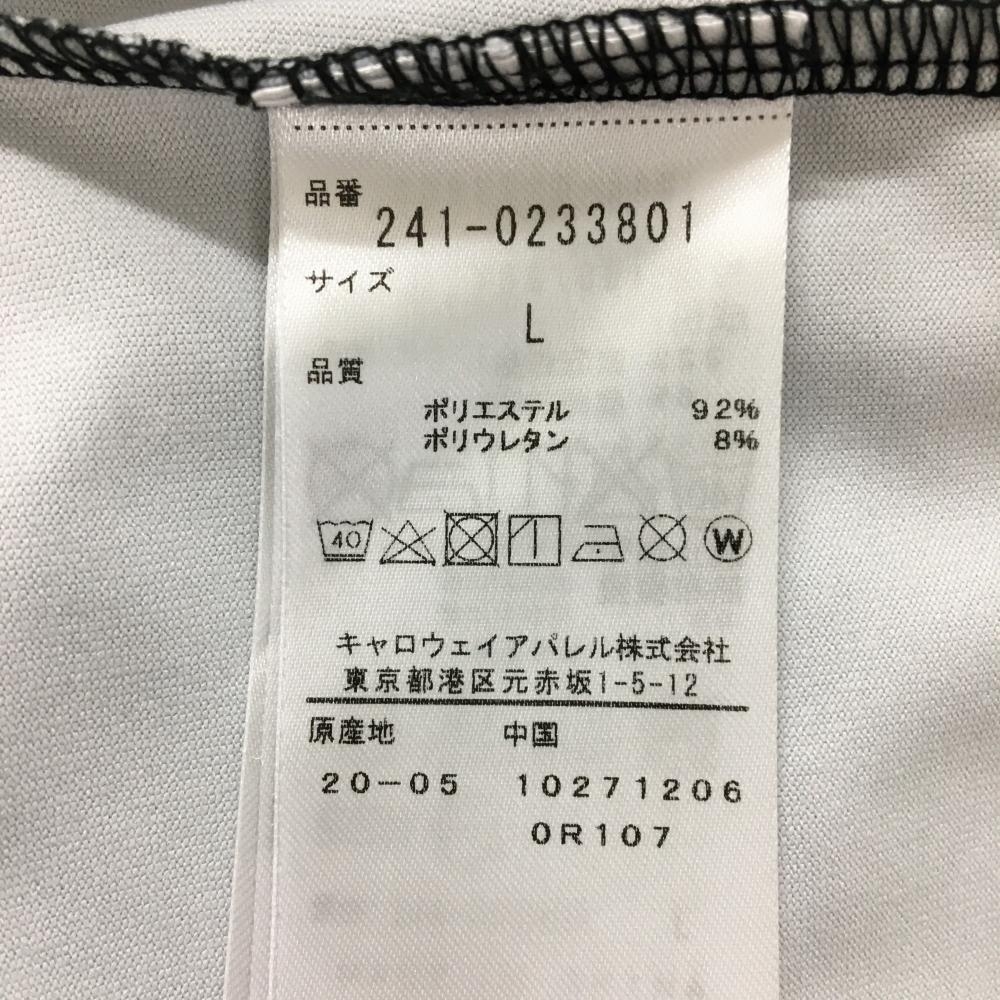 品番
241-0233801
サイズ
L
品質
ポリエステル 92%
ポリウレタン 8%
40 W
キャロウェイアパレル株式会社
東京都港区元赤坂1-5-12
原産地 中国
20-05 10271206
0R107